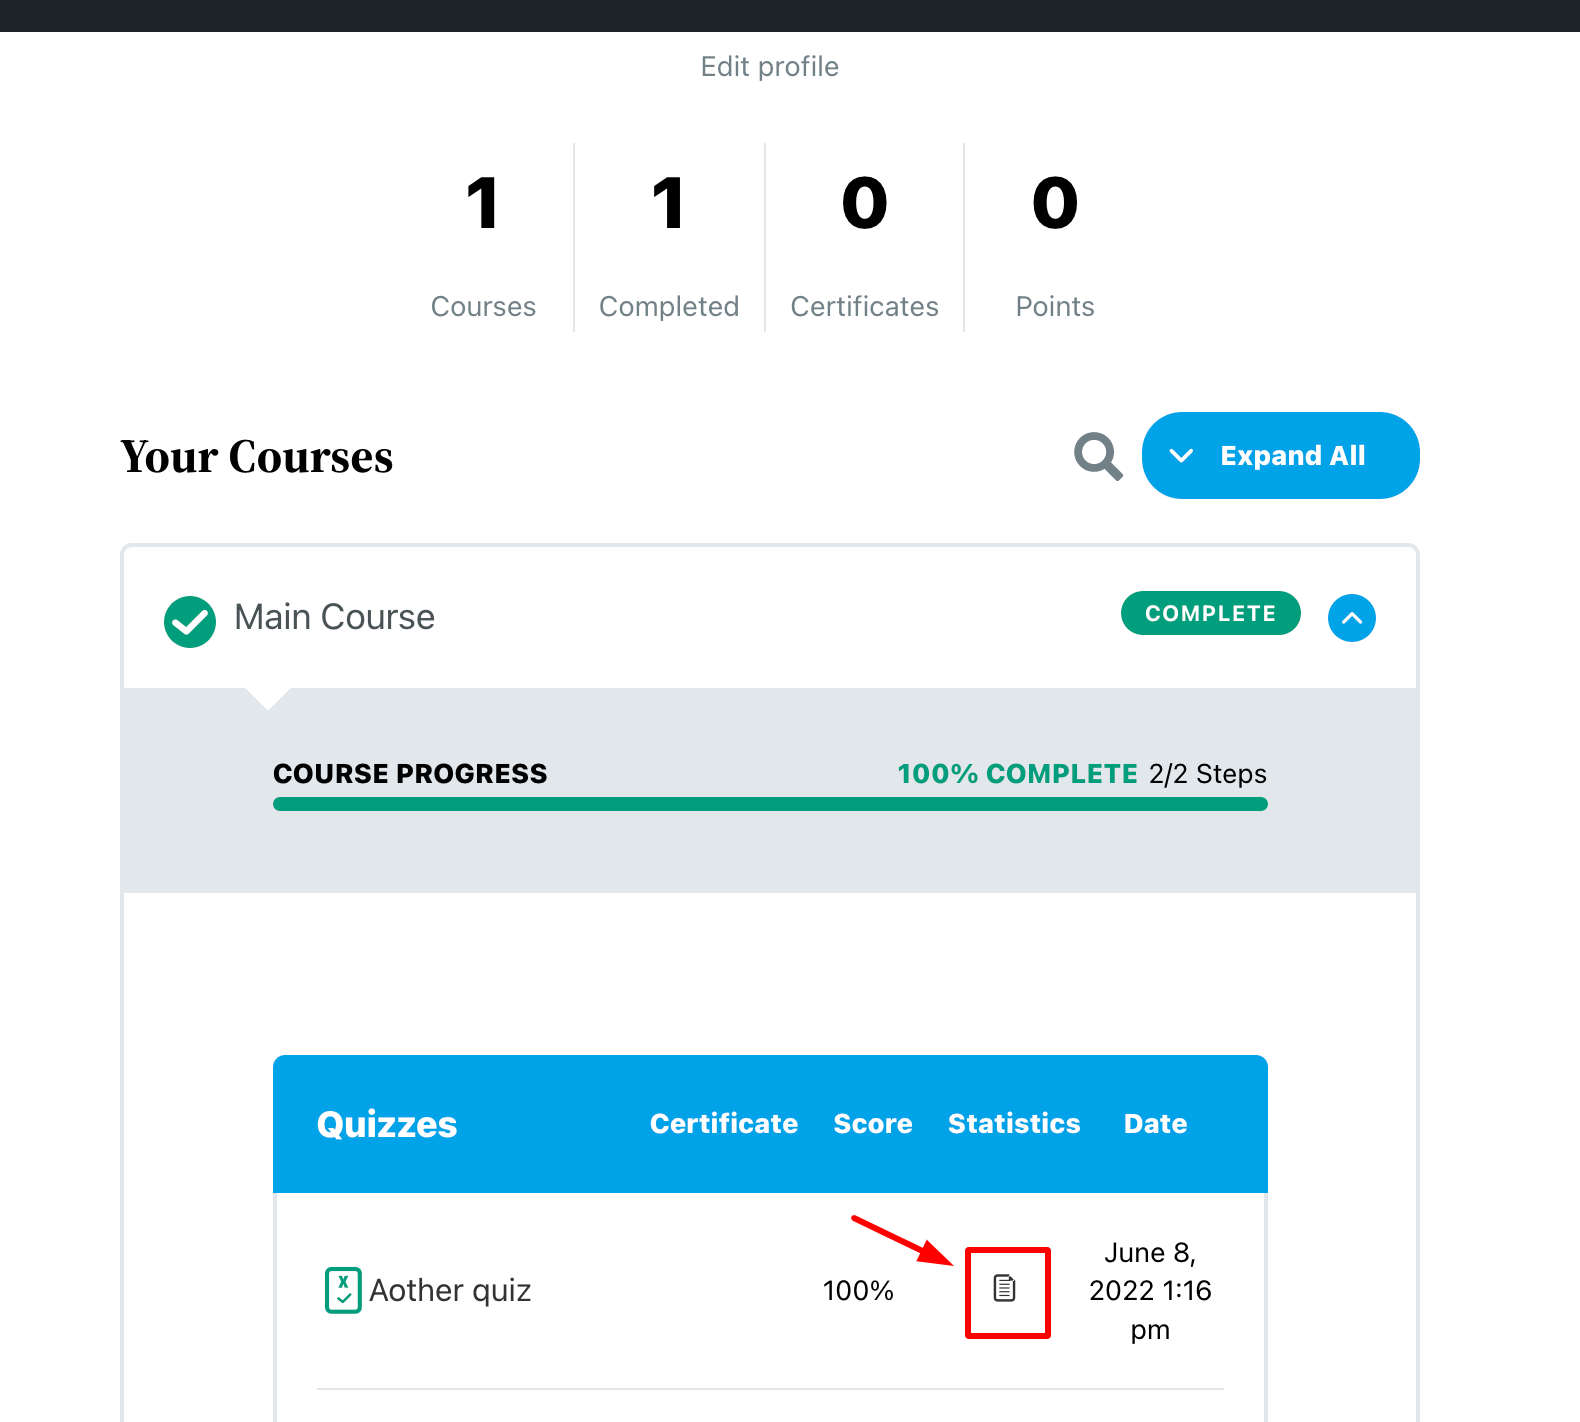 Edit profile
1 1 0 0
Courses Completed Certificates Points
Your Courses
Expand All
Main Course
COMPLETE
COURSE PROGRESS 100% COMPLETE 2/2 Steps
Quizzes Certificate Score Statistics Date
Aother quiz 100% June 8,
2022 1:16
pm